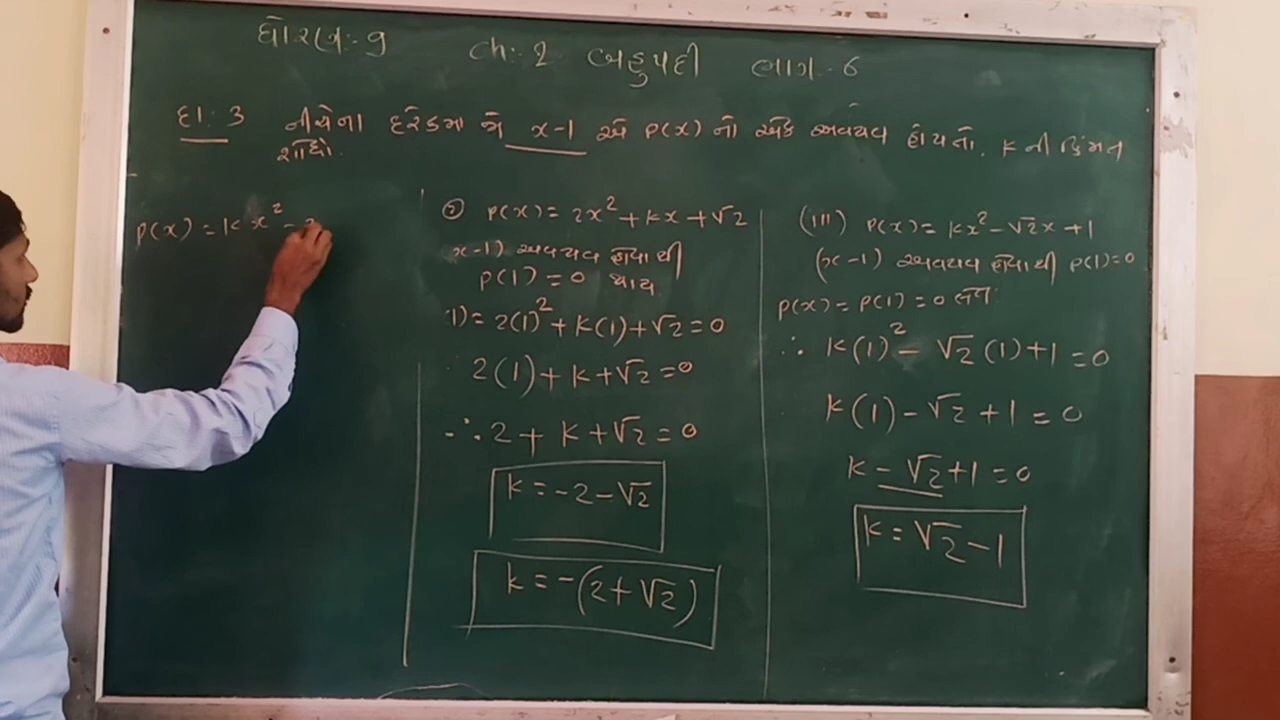 ધોરણ:- 9 ch: 2 બહુપદી ભાગ - 6
દા: 3 નીચેના દરેકમાં જો x-1 એ P(x) નો એક અવયવ હોય તો. K ની કિંમત
શોધો.
P(x) = Kx² -
② P(x) = 2x² + Kx + √2
x-1) અવયવ હોવાથી
P(1) = 0 થાય.
1) = 2(1)² + K(1) + √2 = 0
2(1) + K + √2 = 0
∴ 2 + K + √2 = 0
K = -2 - √2
K = -(2 + √2)
(III) P(x) = Kx² - √2x + 1
(x-1) અવયવ હોવાથી P(1) = 0
P(x) = P(1) = 0 લેતાં
∴ K(1)² - √2(1) + 1 = 0
K(1) - √2 + 1 = 0
K - √2 + 1 = 0
K = √2 - 1